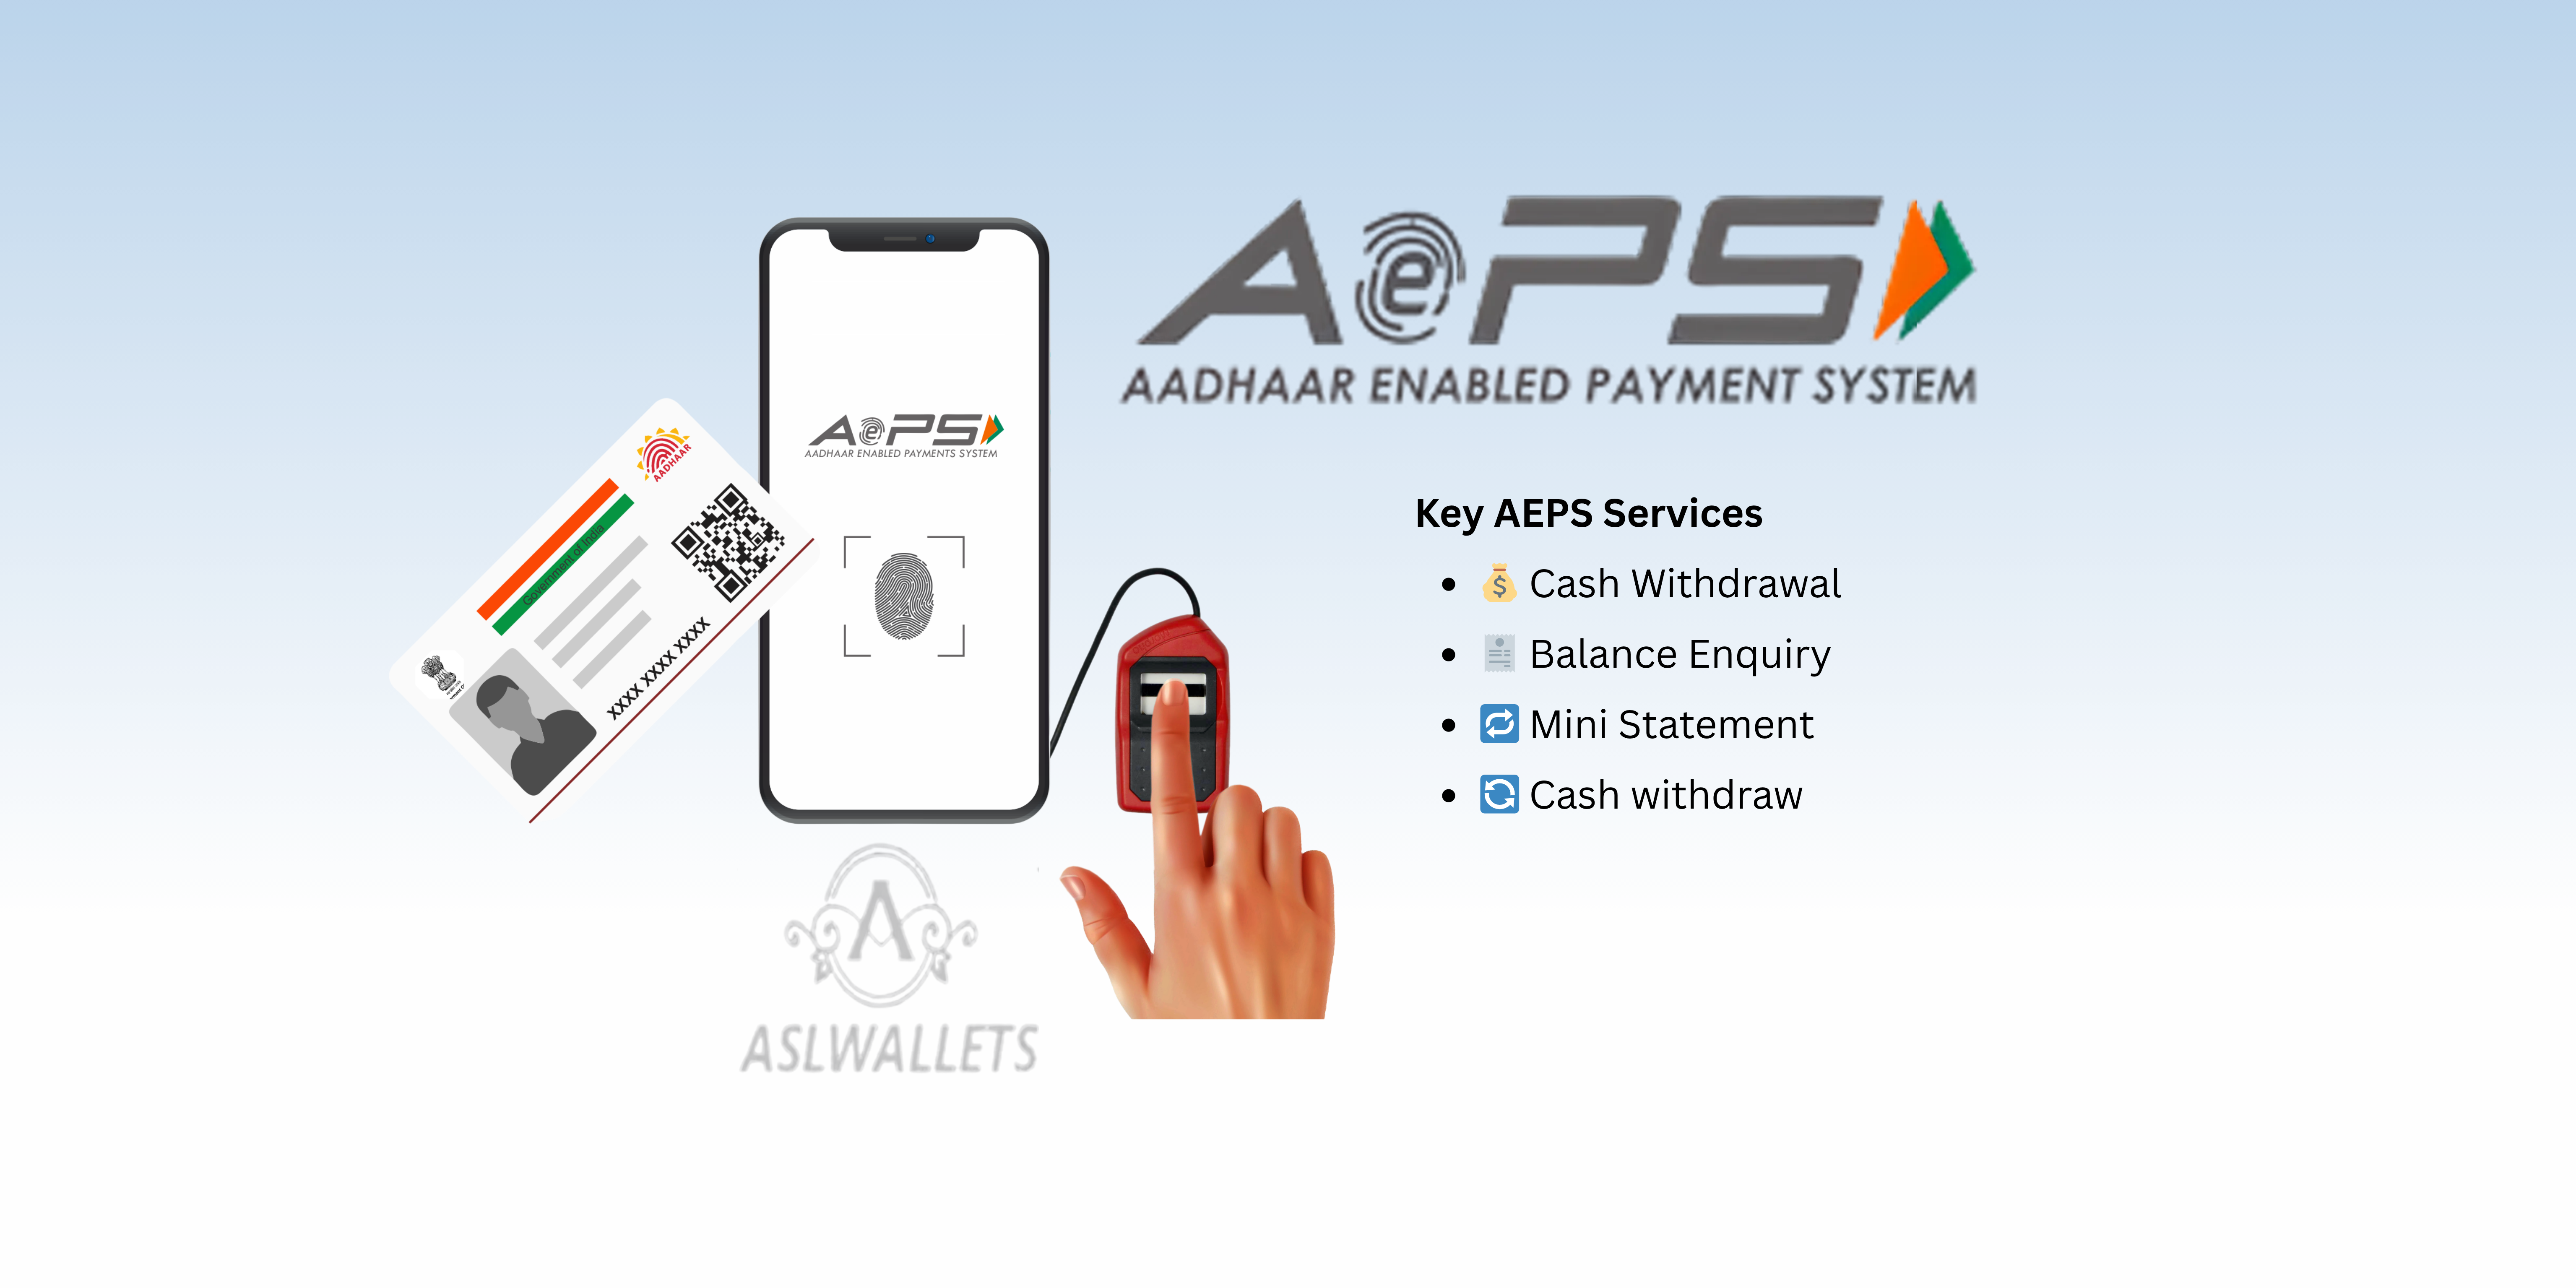 AePS
AADHAAR ENABLED PAYMENT SYSTEM
AePS
AADHAAR ENABLED PAYMENTS SYSTEM
AADHAAR
Government of India
XXXX XXXX XXXX
Key AEPS Services
• 💰 Cash Withdrawal
• 🧾 Balance Enquiry
• 🔁 Mini Statement
• 🔄 Cash withdraw
A
ASLWALLETS